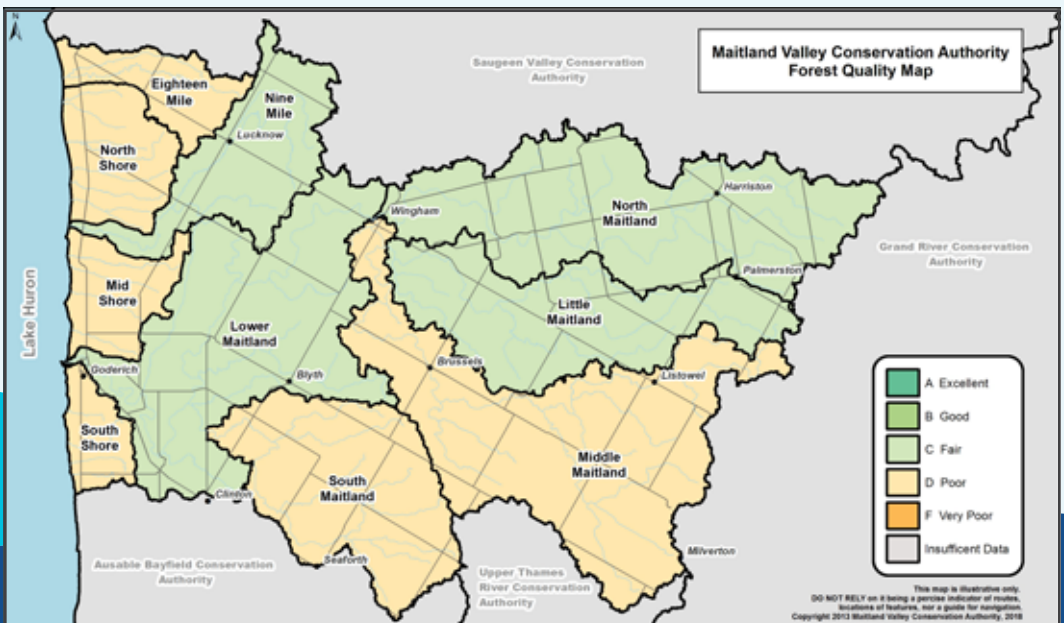 N
Maitland Valley Conservation Authority
Forest Quality Map
Saugeen Valley Conservation
Authority
Eighteen
Mile
Nine
Mile
Lucknow
North
Shore
Wingham
North
Maitland
Harriston
Grand River Conservation
Authority
Palmerston
Mid
Shore
Lake Huron
Lower
Maitland
Little
Maitland
Goderich
Blyth
Brussels
Listowel
South
Shore
Clinton
South
Maitland
Middle
Maitland
Seaforth
Milverton
Ausable Bayfield Conservation
Authority
Upper Thames
River Conservation
Authority
A Excellent
B Good
C Fair
D Poor
F Very Poor
Insufficent Data
This map is illustrative only.
DO NOT RELY on it being a percise indicator of routes,
locations of features, nor a guide for navigation.
Copyright 2013 Maitland Valley Conservation Authority, 2018